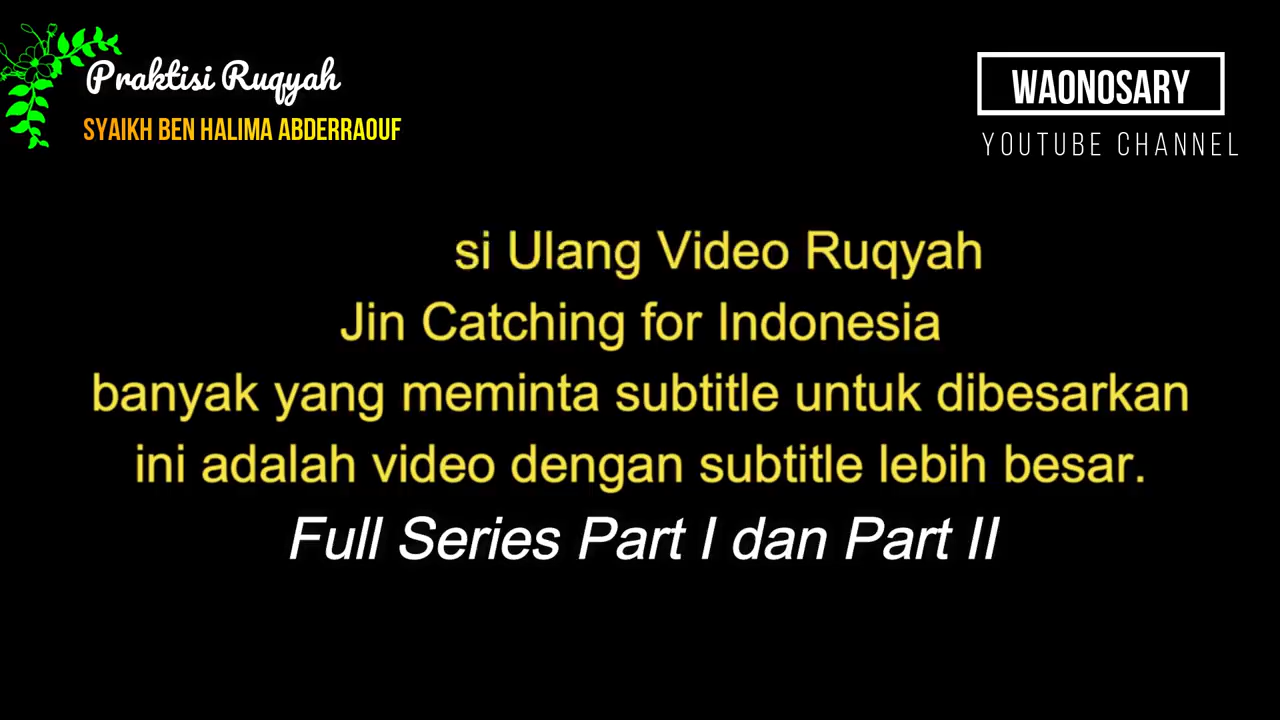 Praktisi Ruqyah
SYAIKH BEN HALIMA ABDERRAOUF
WAONOSARY
YOUTUBE CHANNEL
si Ulang Video Ruqyah
Jin Catching for Indonesia
banyak yang meminta subtitle untuk dibesarkan
ini adalah video dengan subtitle lebih besar.
Full Series Part I dan Part II